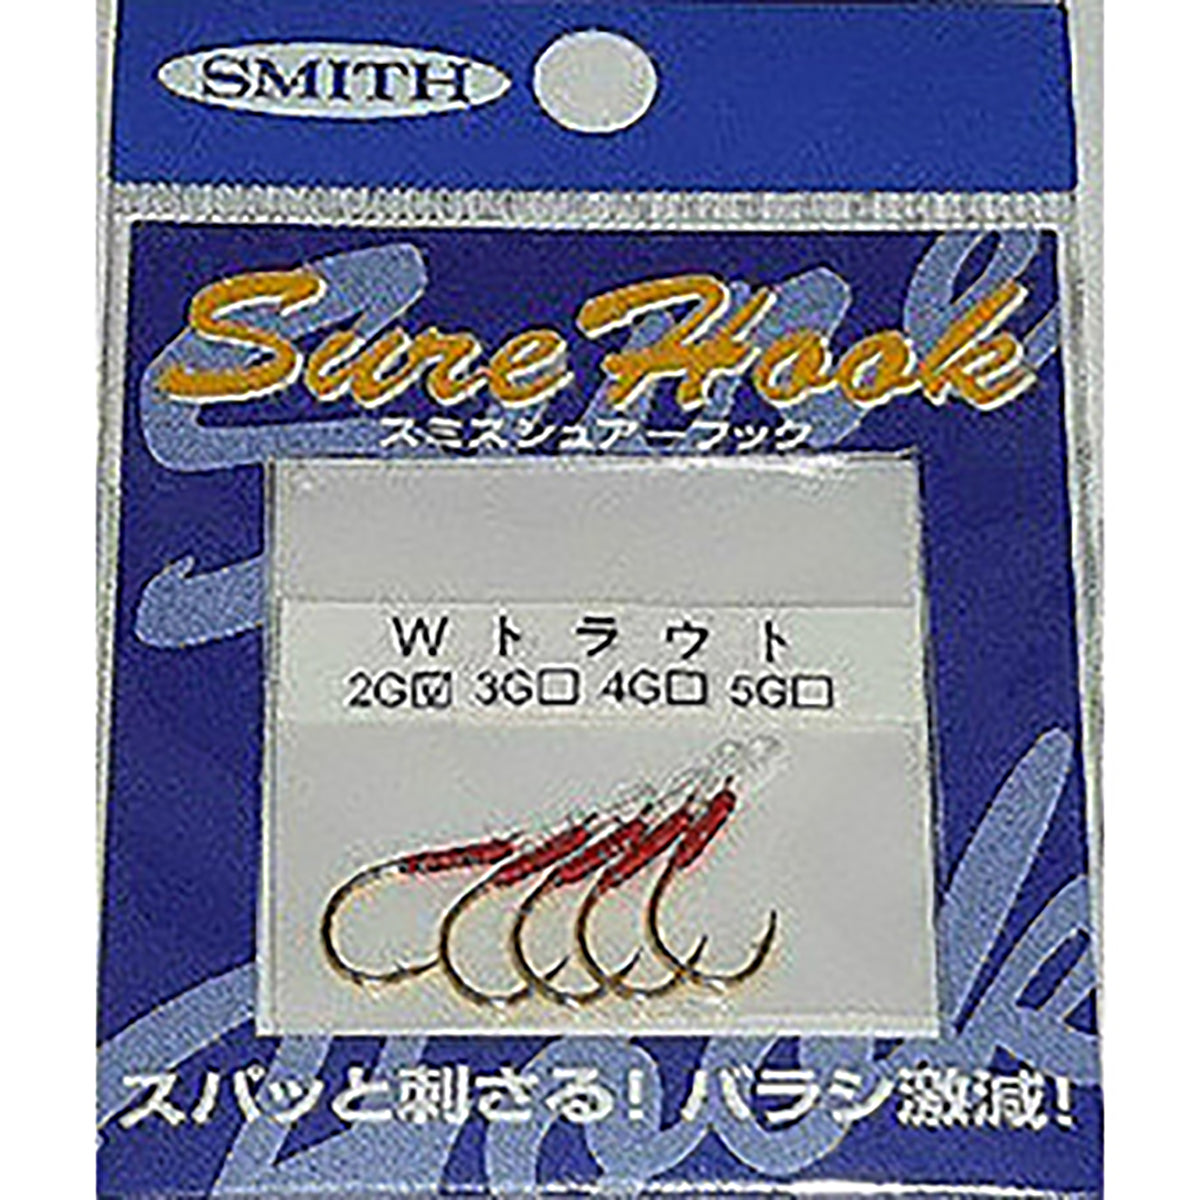 SMITH
Sure Hook
スミスシュアーフック
Wトラウト
2G☑ 3G☐ 4G☐ 5G☐
スパッと刺さる！バラシ激減！